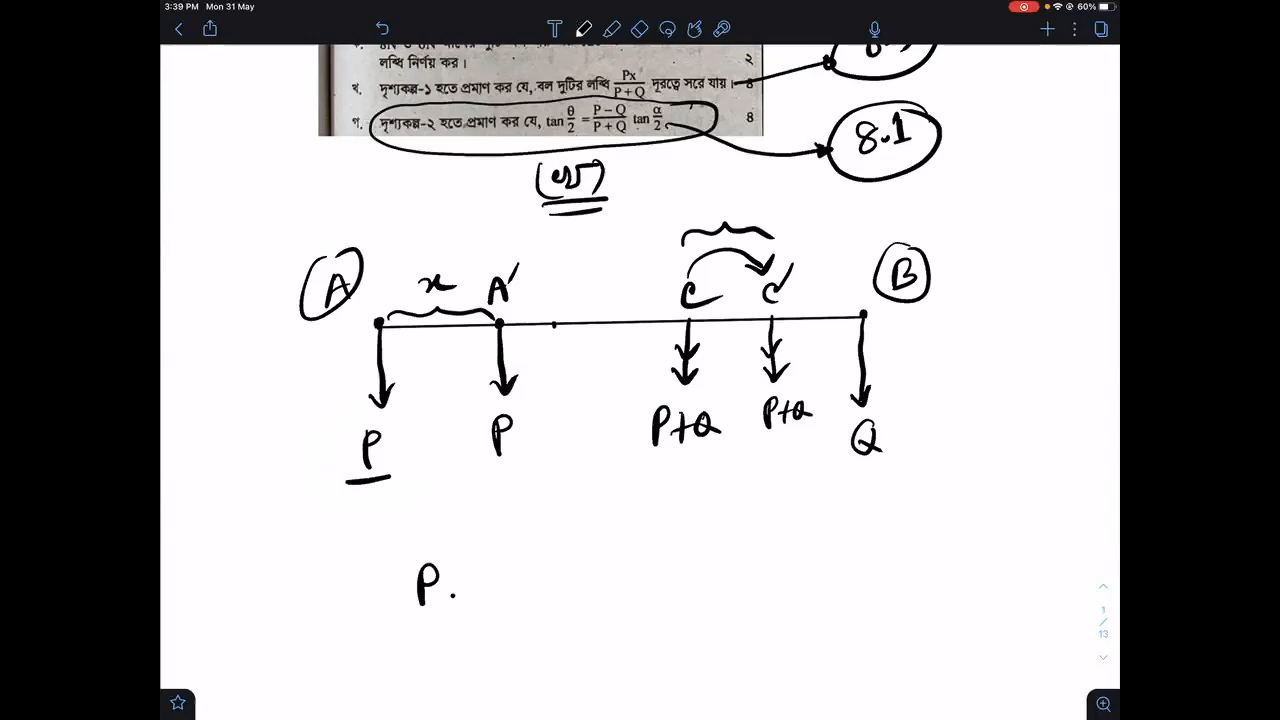 3:39 PM Mon 31 May
60%
লব্ধি নির্ণয় কর।
২
খ. দৃশ্যকল্প-১ হতে প্রমাণ কর যে, বল দুটির লব্ধি Px/P+Q দূরত্বে সরে যায়।
গ. দৃশ্যকল্প-২ হতে প্রমাণ কর যে, tan θ/2 = P−Q/P+Q tan α/2
8
8.1
(খ)
A
x
A′
C
C′
B
P
P
P+Q
P+Q
Q
P.
1
/
13